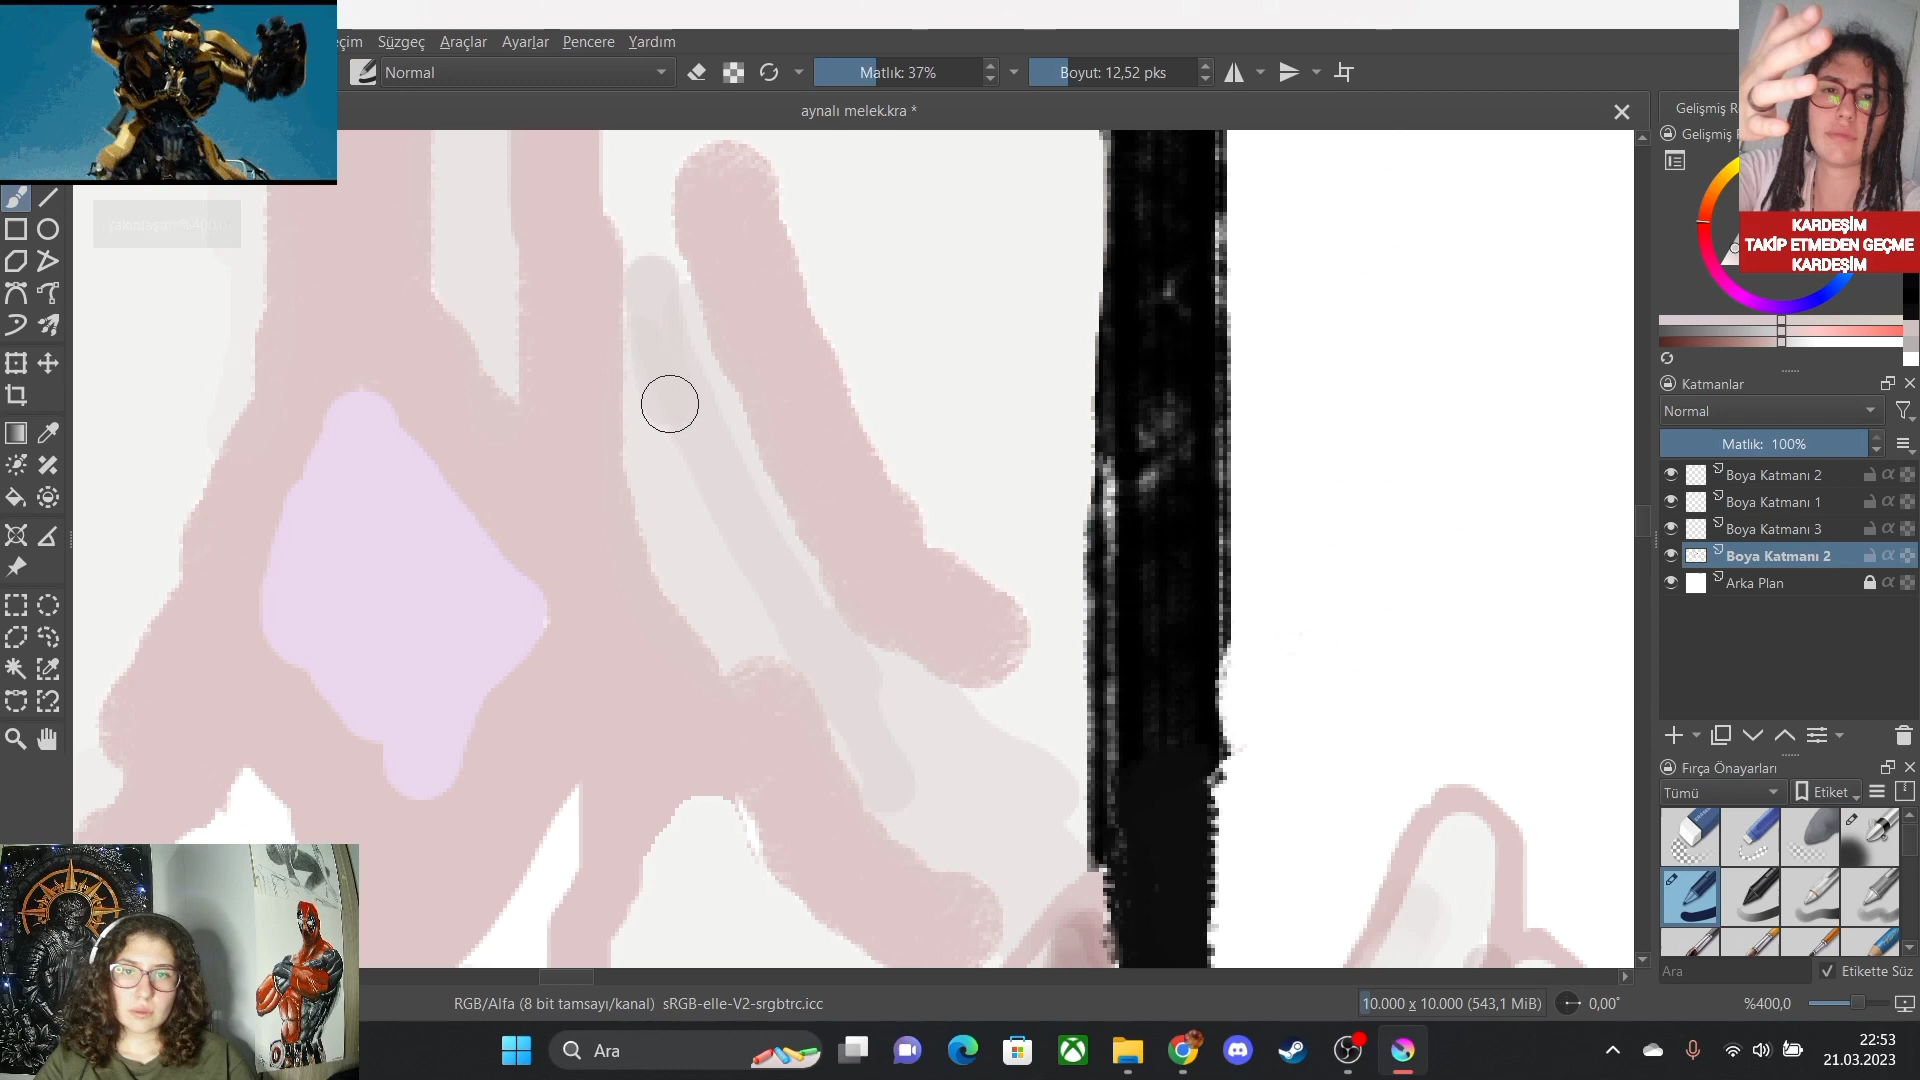 eçim Süzgeç Araçlar Ayarlar Pencere Yardım
Normal
Matlık: 37%
Boyut: 12,52 pks
aynalı melek.kra *
Gelişmiş R
Gelişmiş
KARDEŞİM
TAKİP ETMEDEN GEÇME
KARDEŞİM
Katmanlar
Normal
Matlık: 100%
Boya Katmanı 2
Boya Katmanı 1
Boya Katmanı 3
Boya Katmanı 2
Arka Plan
Fırça Önayarları
Tümü
Etiket
Ara
Etikette Süz
RGB/Alfa (8 bit tamsayı/kanal) sRGB-elle-V2-srgbtrc.icc
10.000 x 10.000 (543,1 MiB)
0,00°
%400,0
Ara
22:53
21.03.2023